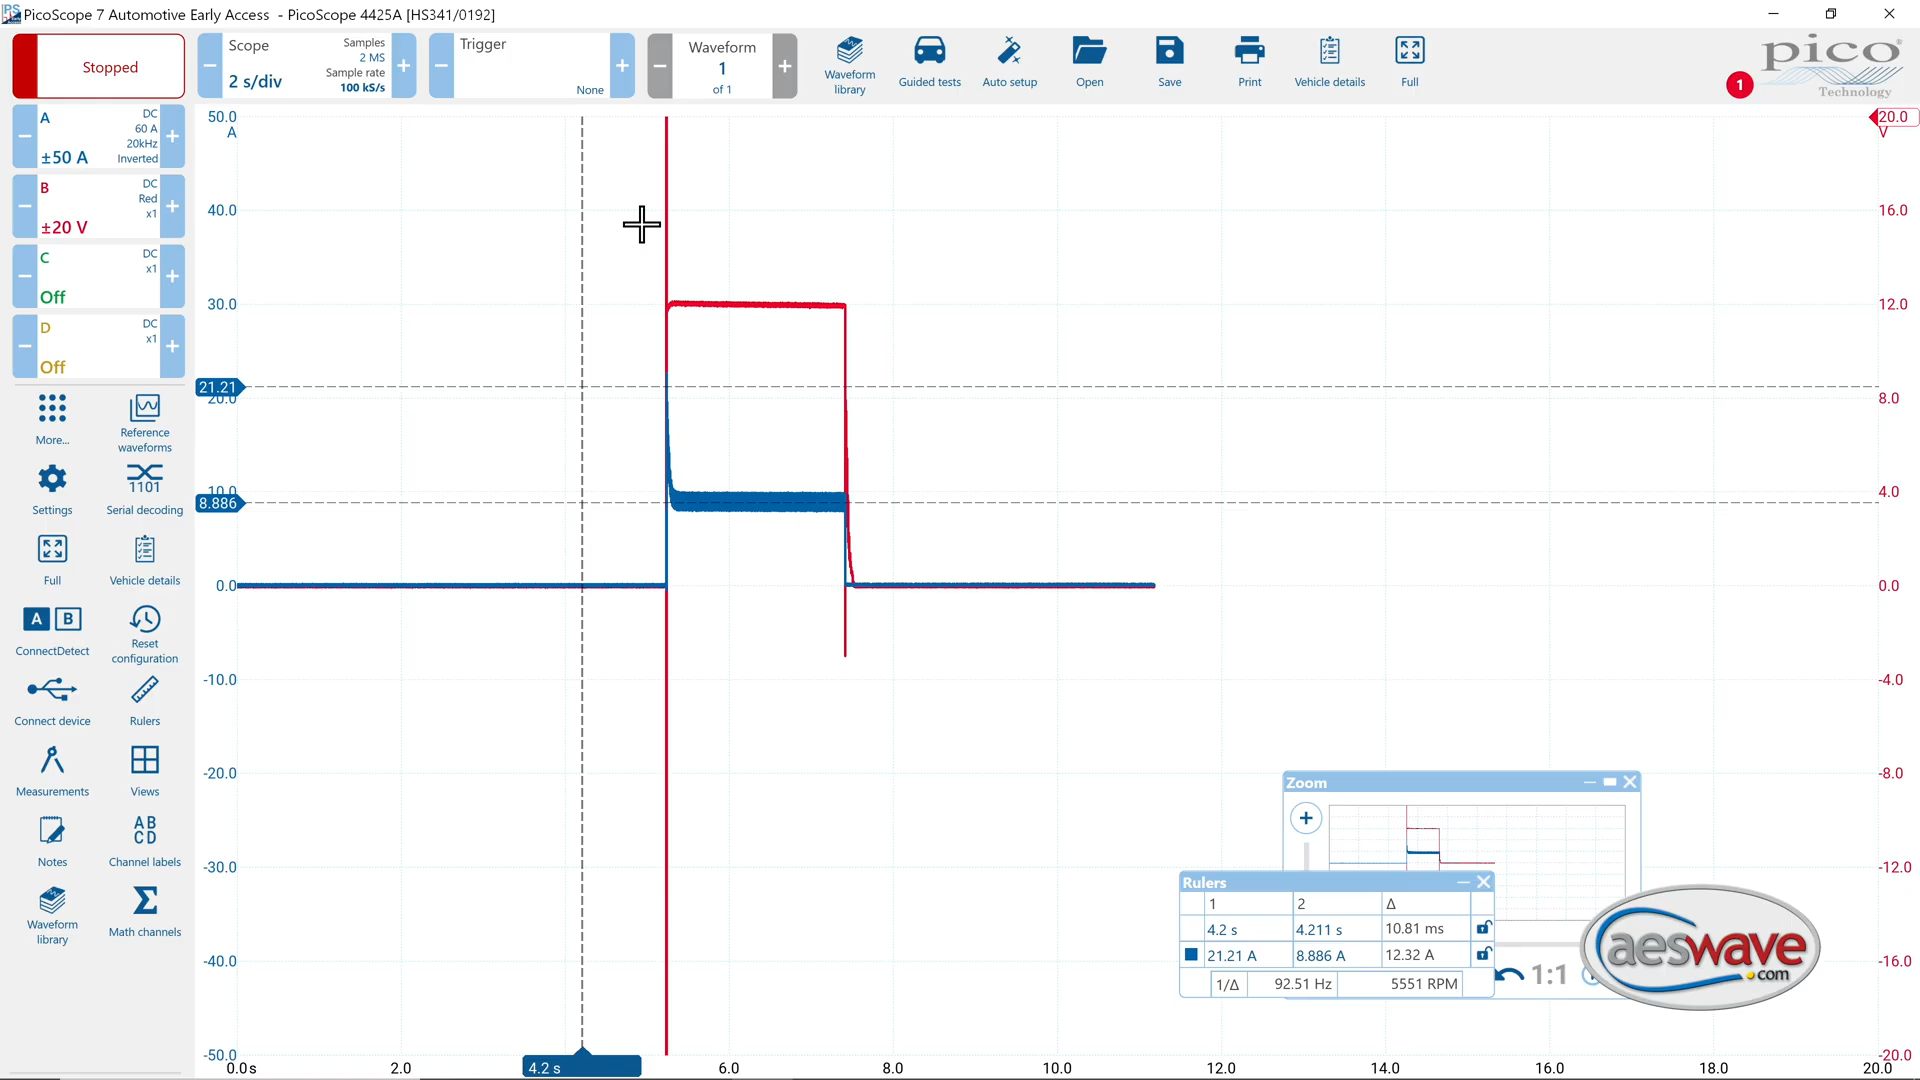 PicoScope 7 Automotive Early Access - PicoScope 4425A [HS341/0192]
Stopped
Scope
2 s/div
Samples
2 MS
Sample rate
100 kS/s
Trigger
None
Waveform
1
of 1
Waveform library
Guided tests
Auto setup
Open
Save
Print
Vehicle details
Full
1
pico
Technology
A
DC
60 A
20kHz
Inverted
±50 A
B
DC
Red
x1
±20 V
C
DC
x1
Off
D
DC
x1
Off
More...
Reference waveforms
Settings
1101
Serial decoding
Full
Vehicle details
A B
ConnectDetect
Reset configuration
Connect device
Rulers
Measurements
Views
Notes
AB
CD
Channel labels
Waveform library
Math channels
50.0
A
40.0
30.0
21.21
20.0
10.0
8.886
0.0
-10.0
-20.0
-30.0
-40.0
-50.0
20.0
V
16.0
12.0
8.0
4.0
0.0
-4.0
-8.0
-12.0
-16.0
-20.0
0.0s
2.0
4.2 s
6.0
8.0
10.0
12.0
14.0
16.0
18.0
20.0
Zoom
1:1
Rulers
1 2 Δ
4.2 s 4.211 s 10.81 ms
21.21 A 8.886 A 12.32 A
1/Δ 92.51 Hz 5551 RPM
aeswave
.com